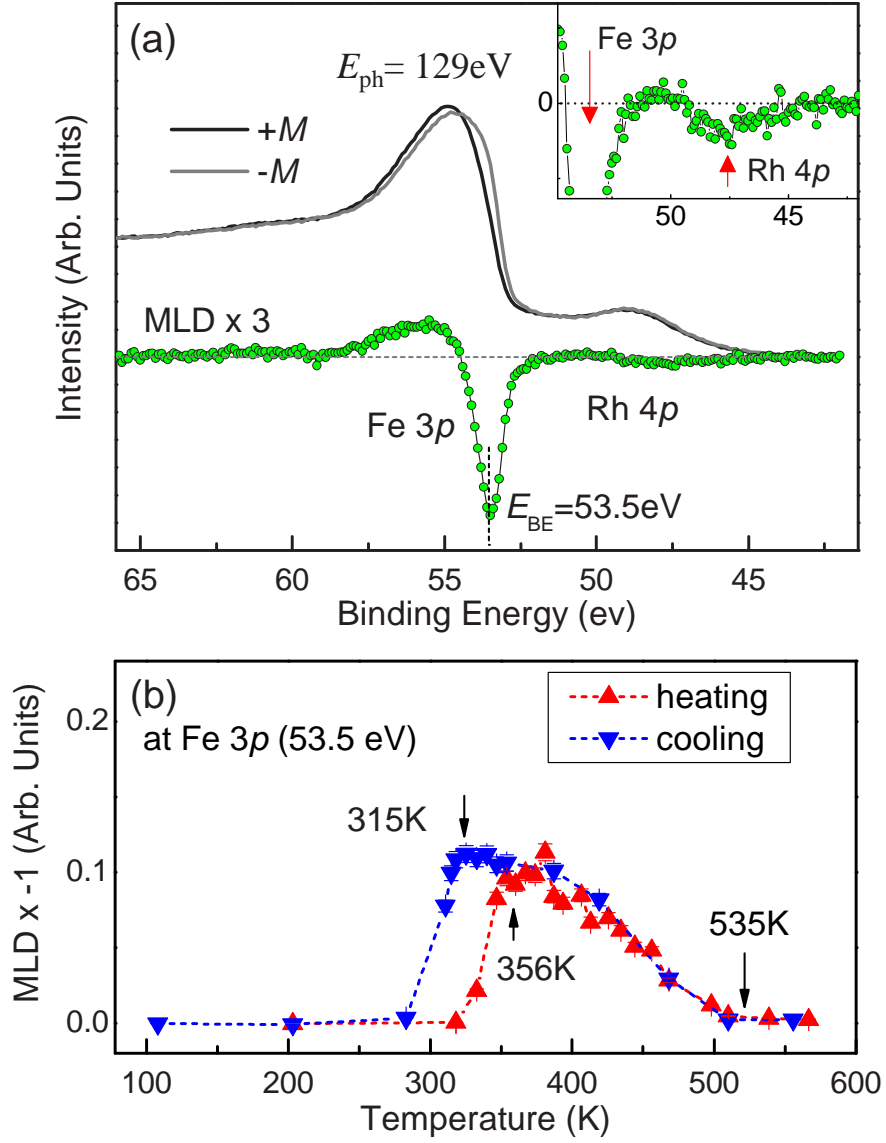 (a)
E_ph = 129eV
+M
-M
Fe 3p
0
Rh 4p
50 45
MLD x 3
Fe 3p
Rh 4p
E_BE=53.5eV
Intensity (Arb. Units)
65 60 55 50 45
Binding Energy (ev)
(b)
at Fe 3p (53.5 eV)
heating
cooling
315K
356K
535K
0.2
0.1
0.0
MLD x -1 (Arb. Units)
100 200 300 400 500 600
Temperature (K)